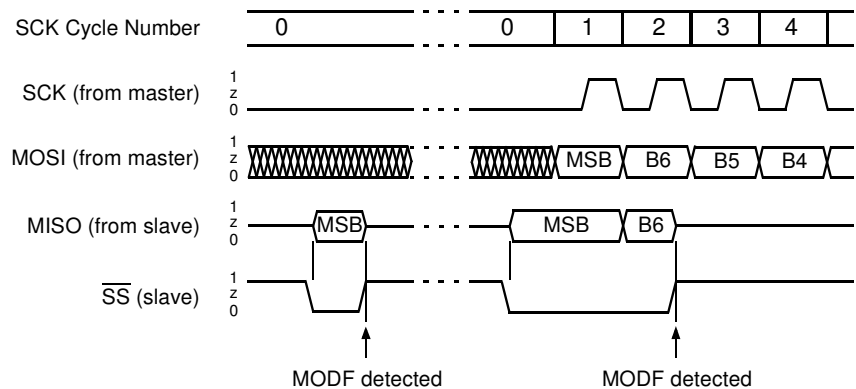 SCK Cycle Number 0 0 1 2 3 4
SCK (from master) 1 z 0
MOSI (from master) 1 z 0 MSB B6 B5 B4
MISO (from slave) 1 z 0 MSB MSB B6
SS (slave) 1 z 0
MODF detected MODF detected